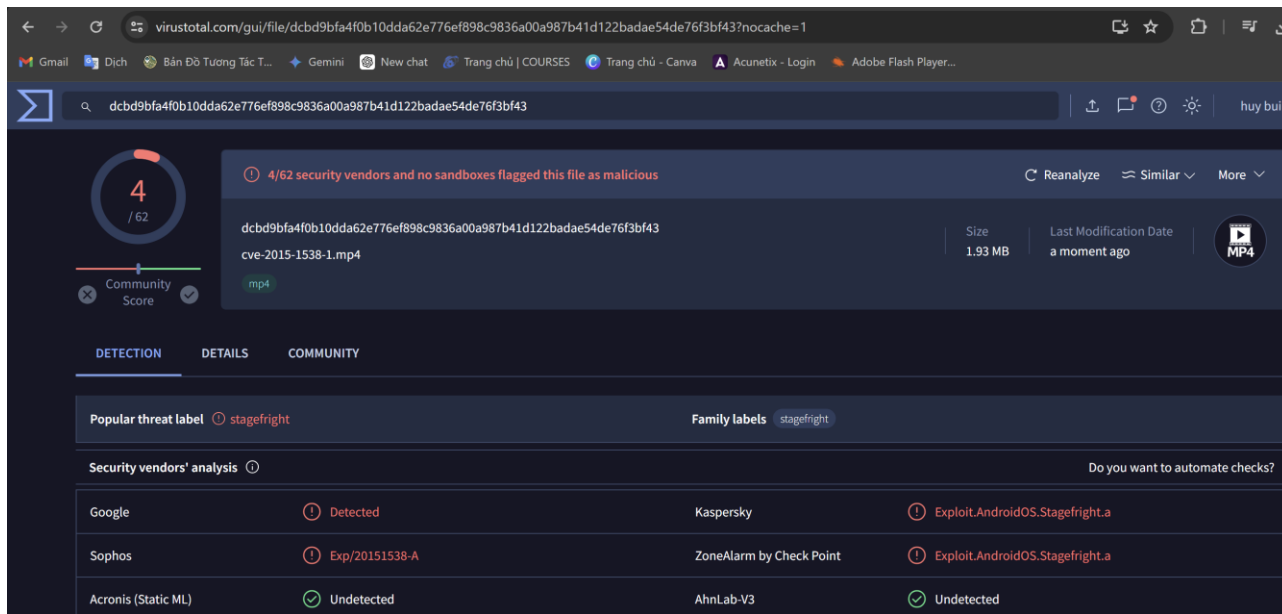 virustotal.com/gui/file/dcbd9bfa4f0b10dda62e776ef898c9836a00a987b41d122badae54de76f3bf43?nocache=1
Gmail Dịch Bản Đồ Tương Tác T... Gemini New chat Trang chủ | COURSES Trang chủ - Canva Acunetix - Login Adobe Flash Player...
dcbd9bfa4f0b10dda62e776ef898c9836a00a987b41d122badae54de76f3bf43 huy bui
4
/ 62
Community
Score
4/62 security vendors and no sandboxes flagged this file as malicious Reanalyze Similar More
dcbd9bfa4f0b10dda62e776ef898c9836a00a987b41d122badae54de76f3bf43
cve-2015-1538-1.mp4
mp4
Size
1.93 MB
Last Modification Date
a moment ago
MP4
DETECTION DETAILS COMMUNITY
Popular threat label stagefright Family labels stagefright
Security vendors' analysis Do you want to automate checks?
Google Detected Kaspersky Exploit.AndroidOS.Stagefright.a
Sophos Exp/20151538-A ZoneAlarm by Check Point Exploit.AndroidOS.Stagefright.a
Acronis (Static ML) Undetected AhnLab-V3 Undetected